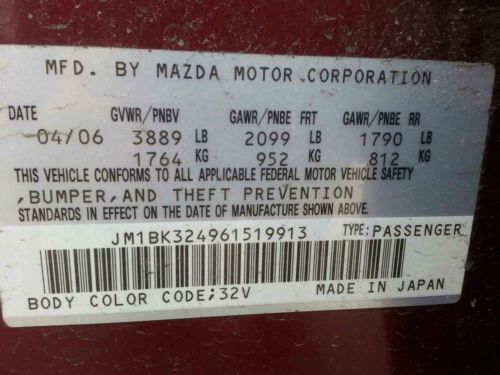 MFD. BY MAZDA MOTOR CORPORATION
DATE GVWR/PNBV GAWR/PNBE FRT GAWR/PNBE RR
04/06 3889 LB 2099 LB 1790 LB
1764 KG 952 KG 812 KG
THIS VEHICLE CONFORMS TO ALL APPLICABLE FEDERAL MOTOR VEHICLE SAFETY
,BUMPER,AND THEFT PREVENTION
STANDARDS IN EFFECT ON THE DATE OF MANUFACTURE SHOWN ABOVE.
JM1BK324961519913 TYPE:PASSENGER
BODY COLOR CODE;32V MADE IN JAPAN